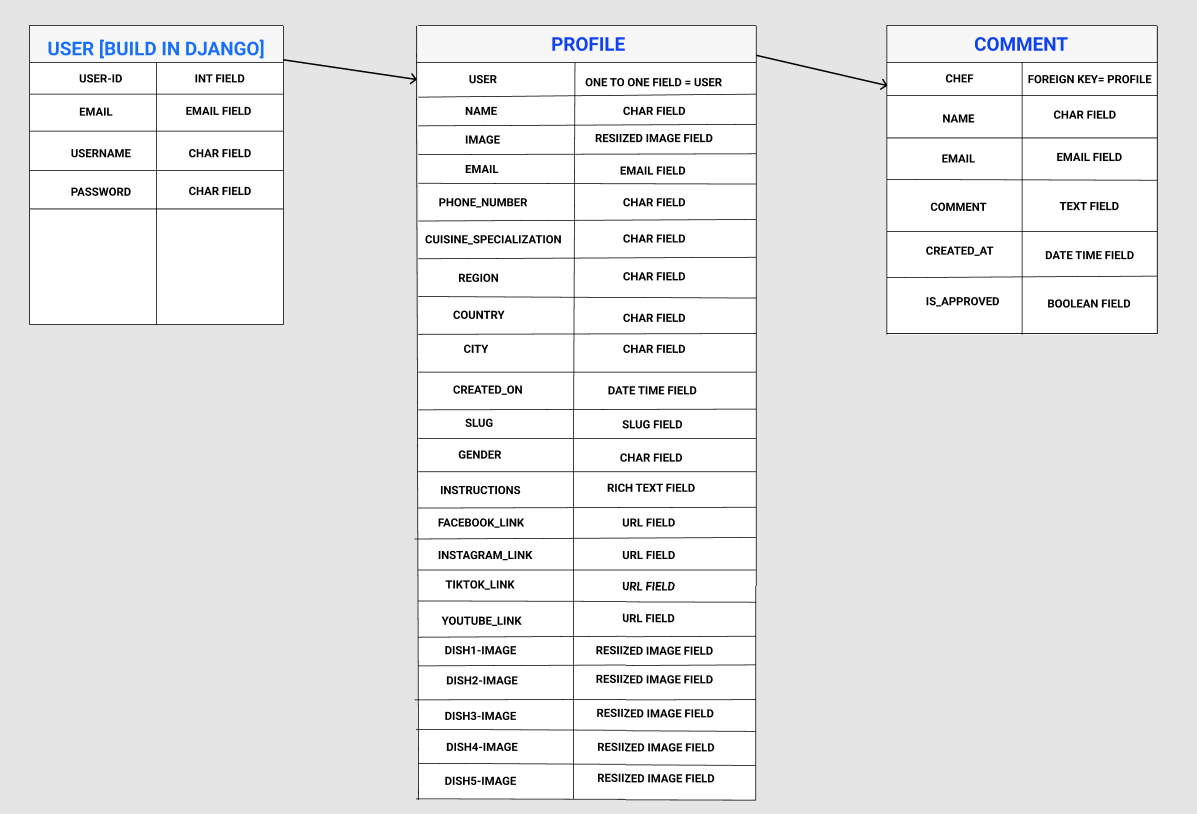 USER [BUILD IN DJANGO]
USER-ID INT FIELD
EMAIL EMAIL FIELD
USERNAME CHAR FIELD
PASSWORD CHAR FIELD
PROFILE
USER ONE TO ONE FIELD = USER
NAME CHAR FIELD
IMAGE RESIIZED IMAGE FIELD
EMAIL EMAIL FIELD
PHONE_NUMBER CHAR FIELD
CUISINE_SPECIALIZATION CHAR FIELD
REGION CHAR FIELD
COUNTRY CHAR FIELD
CITY CHAR FIELD
CREATED_ON DATE TIME FIELD
SLUG SLUG FIELD
GENDER CHAR FIELD
INSTRUCTIONS RICH TEXT FIELD
FACEBOOK_LINK URL FIELD
INSTAGRAM_LINK URL FIELD
TIKTOK_LINK URL FIELD
YOUTUBE_LINK URL FIELD
DISH1-IMAGE RESIIZED IMAGE FIELD
DISH2-IMAGE RESIIZED IMAGE FIELD
DISH3-IMAGE RESIIZED IMAGE FIELD
DISH4-IMAGE RESIIZED IMAGE FIELD
DISH5-IMAGE RESIIZED IMAGE FIELD
COMMENT
CHEF FOREIGN KEY= PROFILE
NAME CHAR FIELD
EMAIL EMAIL FIELD
COMMENT TEXT FIELD
CREATED_AT DATE TIME FIELD
IS_APPROVED BOOLEAN FIELD